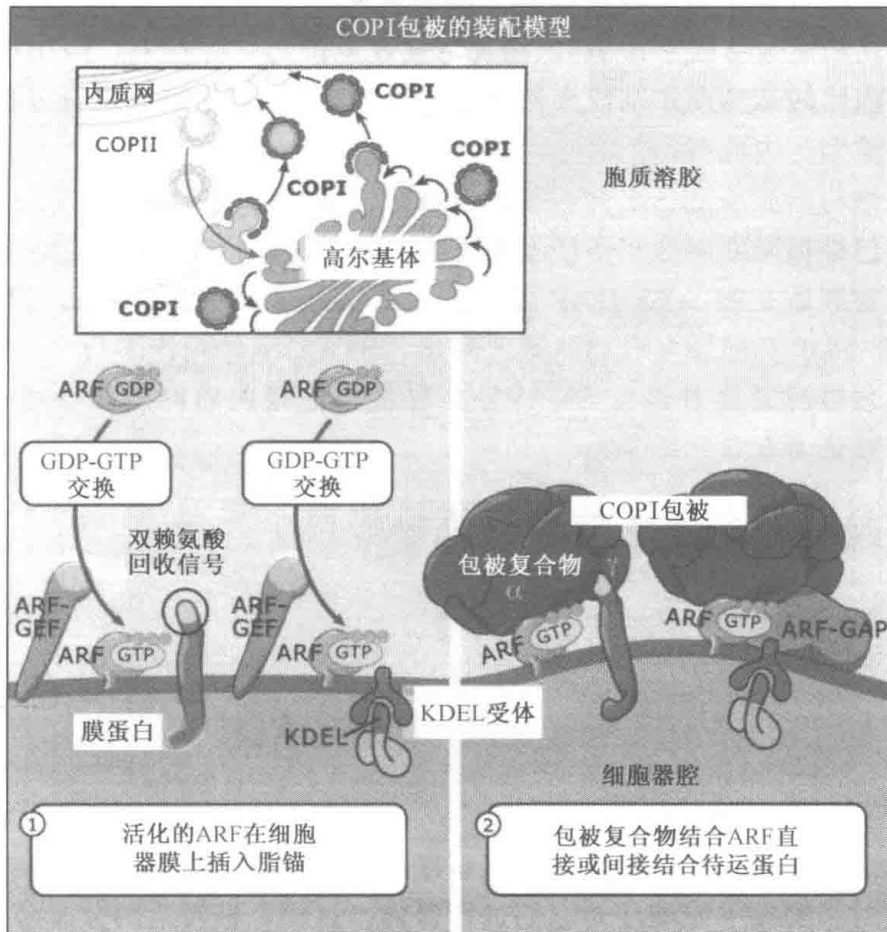 COPI包被的装配模型
内质网
COPII
COPI
COPI
COPI
高尔基体
COPI
胞质溶胶
ARF GDP
ARF GDP
GDP-GTP
交换
GDP-GTP
交换
双赖氨酸
回收信号
ARF-
GEF
ARF-
GEF
ARF GTP
ARF GTP
膜蛋白
KDEL
KDEL受体
COPI包被
包被复合物
α
γ
ARF GTP
ARF GTP
ARF-GAP
细胞器腔
① 活化的ARF在细胞
器膜上插入脂锚
② 包被复合物结合ARF直
接或间接结合待运蛋白